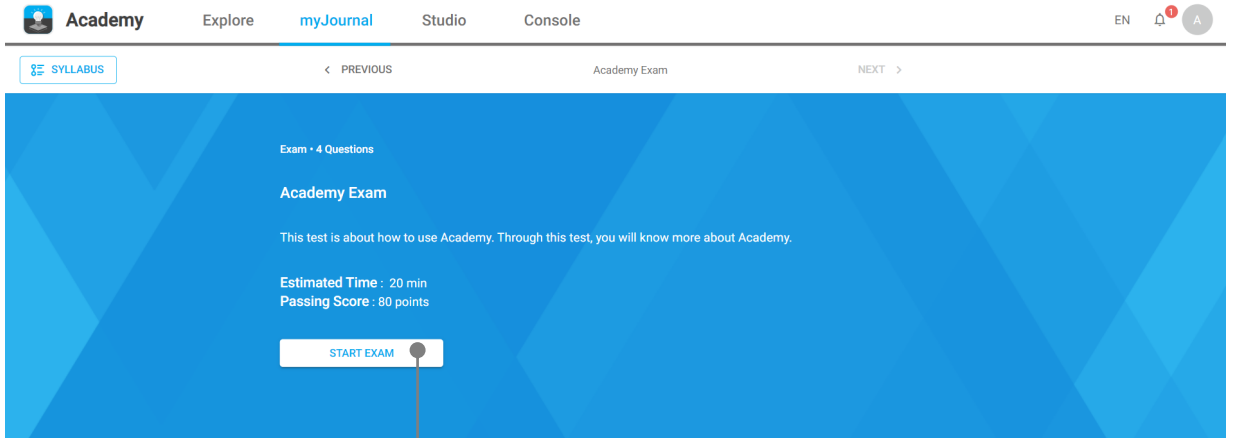 Academy Explore myJournal Studio Console EN 1 A
SYLLABUS < PREVIOUS Academy Exam NEXT >
Exam • 4 Questions
Academy Exam
This test is about how to use Academy. Through this test, you will know more about Academy.
Estimated Time : 20 min
Passing Score : 80 points
START EXAM